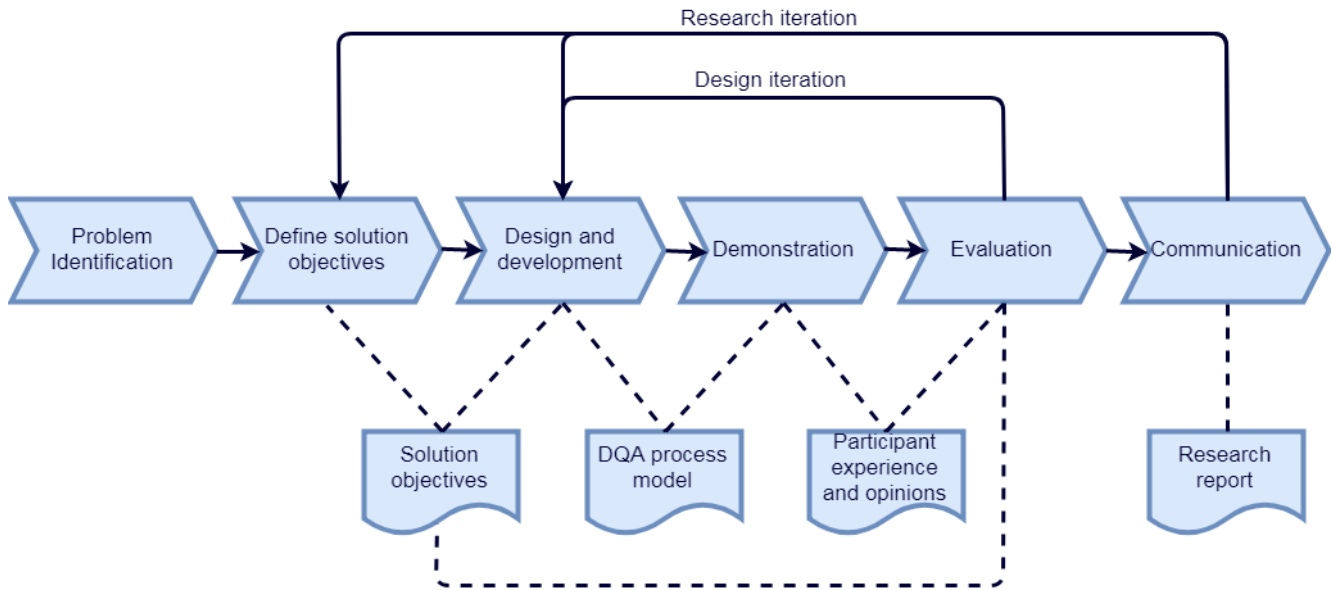 Research iteration
Design iteration
Problem
Identification
Define solution
objectives
Design and
development
Demonstration
Evaluation
Communication
Solution
objectives
DQA process
model
Participant
experience
and opinions
Research
report